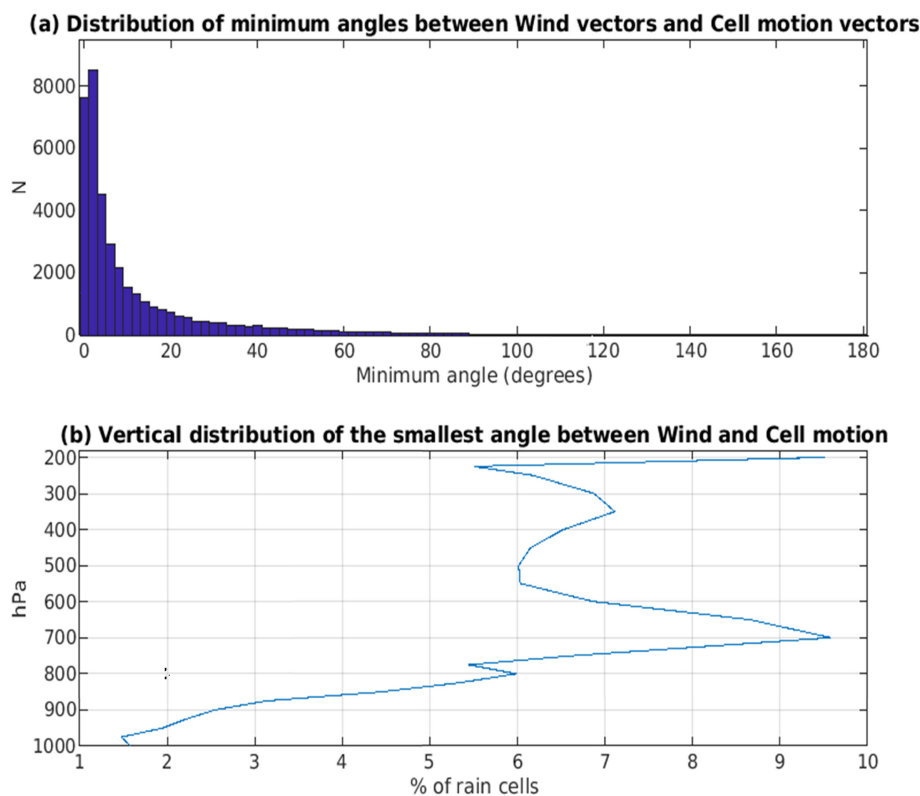 (a) Distribution of minimum angles between Wind vectors and Cell motion vectors
8000
6000
4000
2000
0
N
0 20 40 60 80 100 120 140 160 180
Minimum angle (degrees)
(b) Vertical distribution of the smallest angle between Wind and Cell motion
200
300
400
500
600
700
800
900
1000
hPa
1 2 3 4 5 6 7 8 9 10
% of rain cells